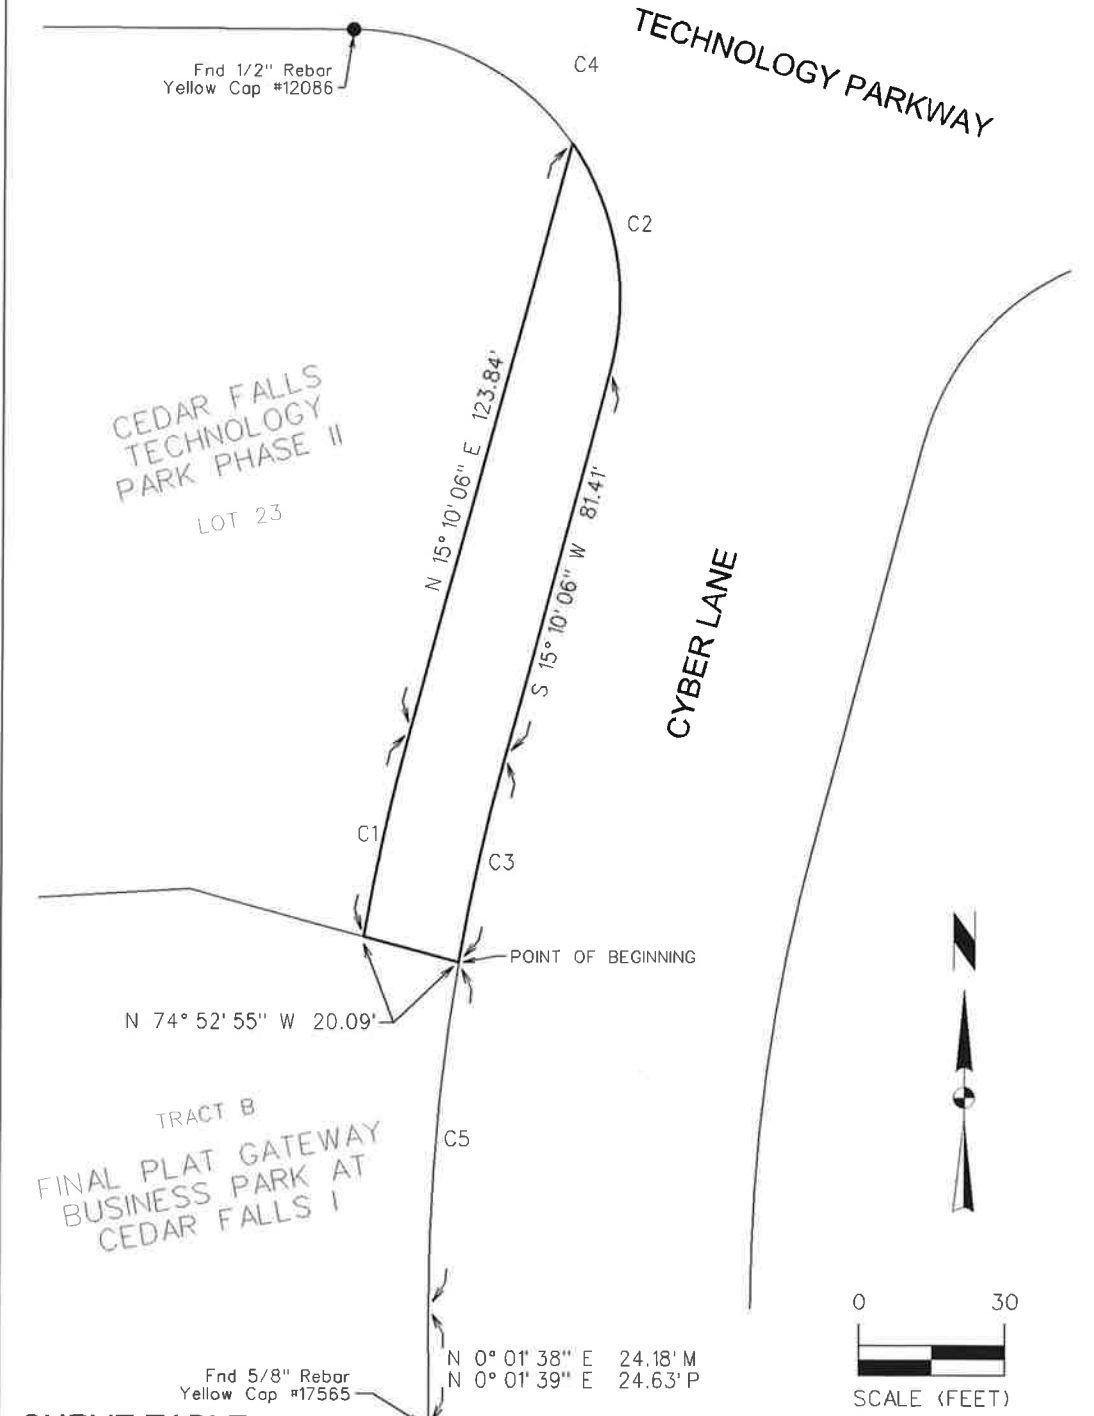 TECHNOLOGY PARKWAY
C4
Fnd 1/2" Rebar
Yellow Cap #12086
C2
N 15° 10' 06" E 123.84'
CEDAR FALLS
TECHNOLOGY
PARK PHASE II
LOT 23
S 15° 10' 06" W 81.41'
CYBER LANE
C1
C3
POINT OF BEGINNING
N
N 74° 52' 55" W 20.09'
TRACT B
FINAL PLAT GATEWAY
BUSINESS PARK AT
CEDAR FALLS I
C5
0 30
SCALE (FEET)
N 0° 01' 38" E 24.18' M
N 0° 01' 39" E 24.63' P
Fnd 5/8" Rebar
Yellow Cap #17565